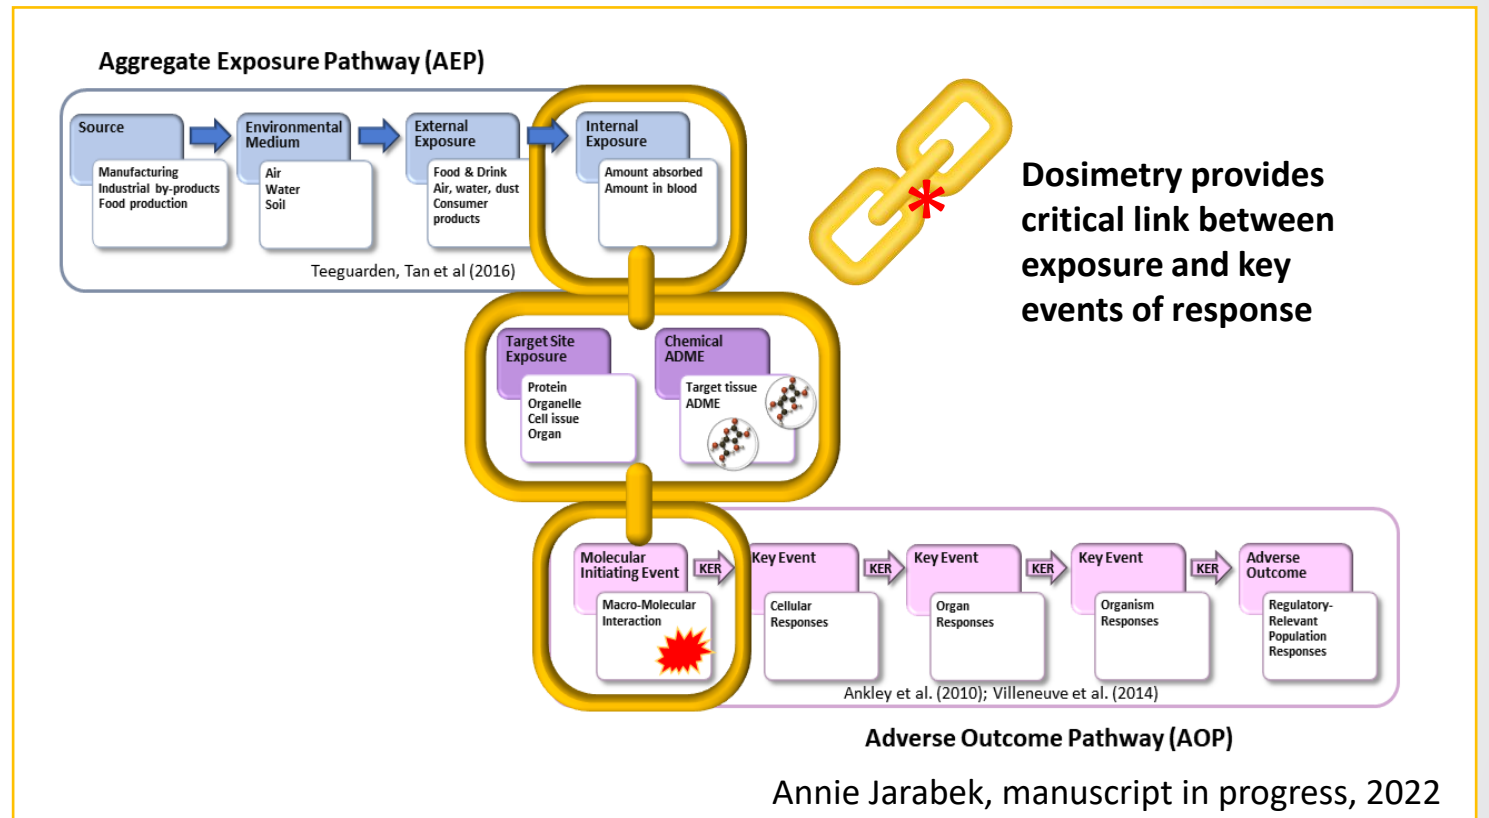 Aggregate Exposure Pathway (AEP)
Source
Manufacturing
Industrial by-products
Food production
Environmental
Medium
Air
Water
Soil
External
Exposure
Food & Drink
Air, water, dust
Consumer
products
Internal
Exposure
Amount absorbed
Amount in blood
Teeguarden, Tan et al (2016)
*
Dosimetry provides
critical link between
exposure and key
events of response
Target Site
Exposure
Protein
Organelle
Cell issue
Organ
Chemical
ADME
Target tissue
ADME
Molecular
Initiating Event
Macro-Molecular
Interaction
KER
Key Event
Cellular
Responses
KER
Key Event
Organ
Responses
KER
Key Event
Organism
Responses
KER
Adverse
Outcome
Regulatory-
Relevant
Population
Responses
Ankley et al. (2010); Villeneuve et al. (2014)
Adverse Outcome Pathway (AOP)
Annie Jarabek, manuscript in progress, 2022